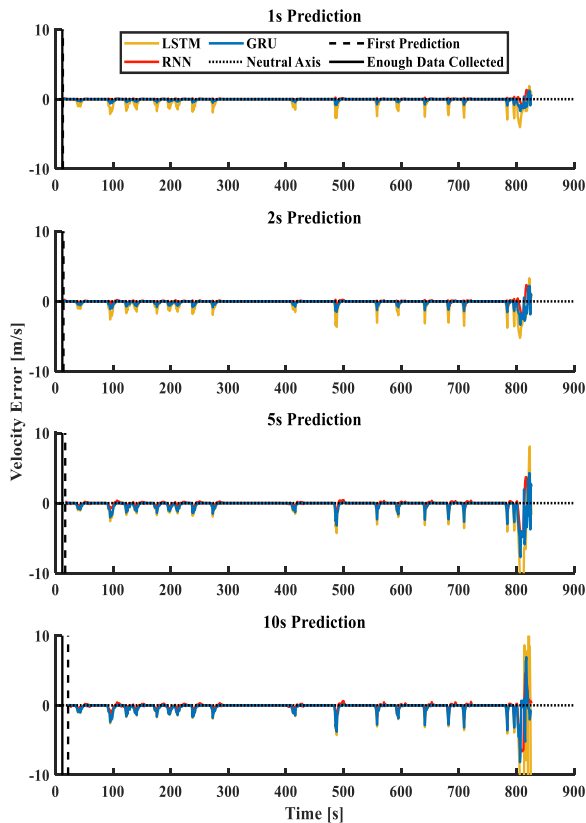 1s Prediction
LSTM GRU First Prediction
RNN Neutral Axis Enough Data Collected
10
0
-10
0 100 200 300 400 500 600 700 800 900
2s Prediction
10
0
-10
0 100 200 300 400 500 600 700 800 900
Velocity Error [m/s]
5s Prediction
10
0
-10
0 100 200 300 400 500 600 700 800 900
10s Prediction
10
0
-10
0 100 200 300 400 500 600 700 800 900
Time [s]